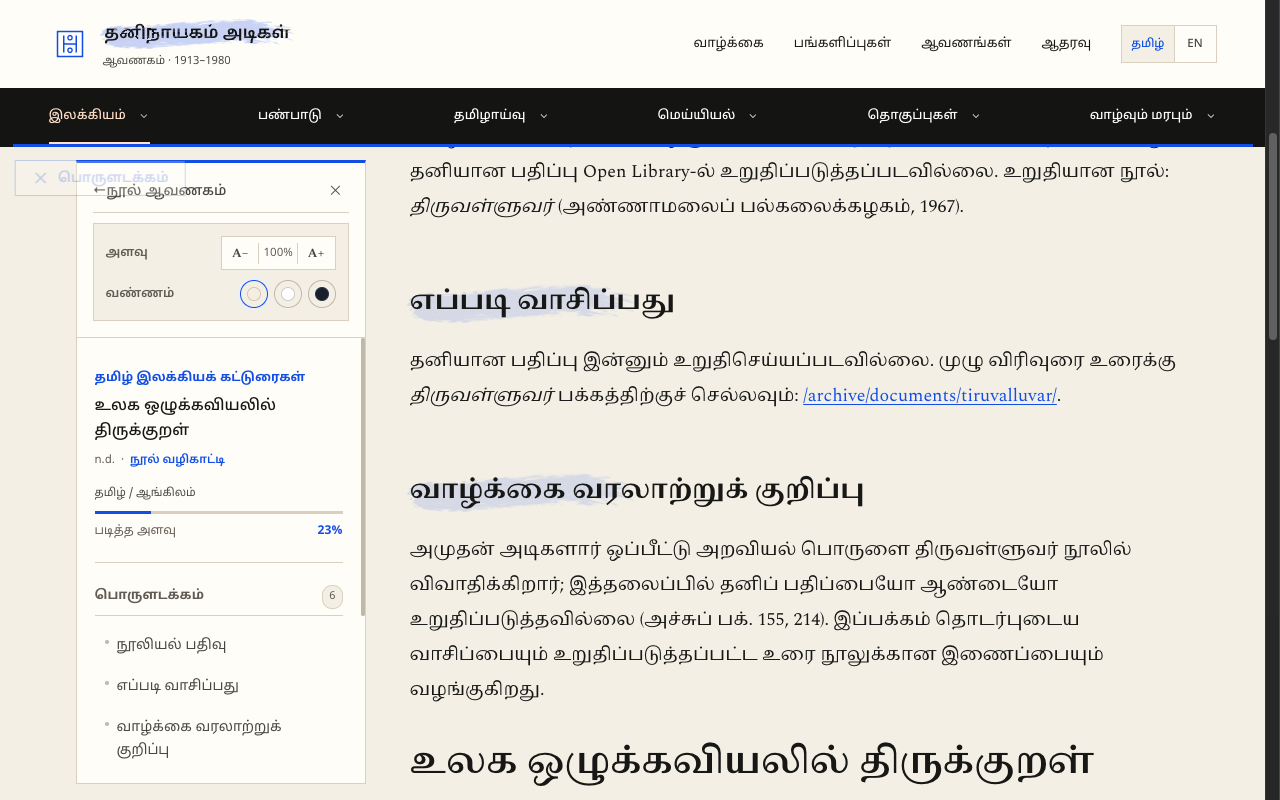 தனிநாயகம் அடிகள்
ஆவணகம் · 1913–1980
வாழ்க்கை பங்களிப்புகள் ஆவணங்கள் ஆதரவு தமிழ் EN
இலக்கியம் பண்பாடு தமிழாய்வு மெய்யியல் தொகுப்புகள் வாழ்வும் மரபும்
பொருளடக்கம்
←நூல் ஆவணகம்
அளவு A− 100% A+
வண்ணம்
தமிழ் இலக்கியக் கட்டுரைகள்
உலக ஒழுக்கவியலில்
திருக்குறள்
n.d. · நூல் வழிகாட்டி
தமிழ் / ஆங்கிலம்
படித்த அளவு 23%
பொருளடக்கம் 6
நூலியல் பதிவு
எப்படி வாசிப்பது
வாழ்க்கை வரலாற்றுக்
குறிப்பு
தனியான பதிப்பு Open Library-ல் உறுதிப்படுத்தப்படவில்லை. உறுதியான நூல்:
திருவள்ளுவர் (அண்ணாமலைப் பல்கலைக்கழகம், 1967).
எப்படி வாசிப்பது
தனியான பதிப்பு இன்னும் உறுதிசெய்யப்படவில்லை. முழு விரிவுரை உரைக்கு
திருவள்ளுவர் பக்கத்திற்குச் செல்லவும்: /archive/documents/tiruvalluvar/.
வாழ்க்கை வரலாற்றுக் குறிப்பு
அமுதன் அடிகளார் ஒப்பீட்டு அறவியல் பொருளை திருவள்ளுவர் நூலில்
விவாதிக்கிறார்; இத்தலைப்பில் தனிப் பதிப்பையோ ஆண்டையோ
உறுதிப்படுத்தவில்லை (அச்சுப் பக். 155, 214). இப்பக்கம் தொடர்புடைய
வாசிப்பையும் உறுதிப்படுத்தப்பட்ட உரை நூலுக்கான இணைப்பையும்
வழங்குகிறது.
உலக ஒழுக்கவியலில் திருக்குறள்